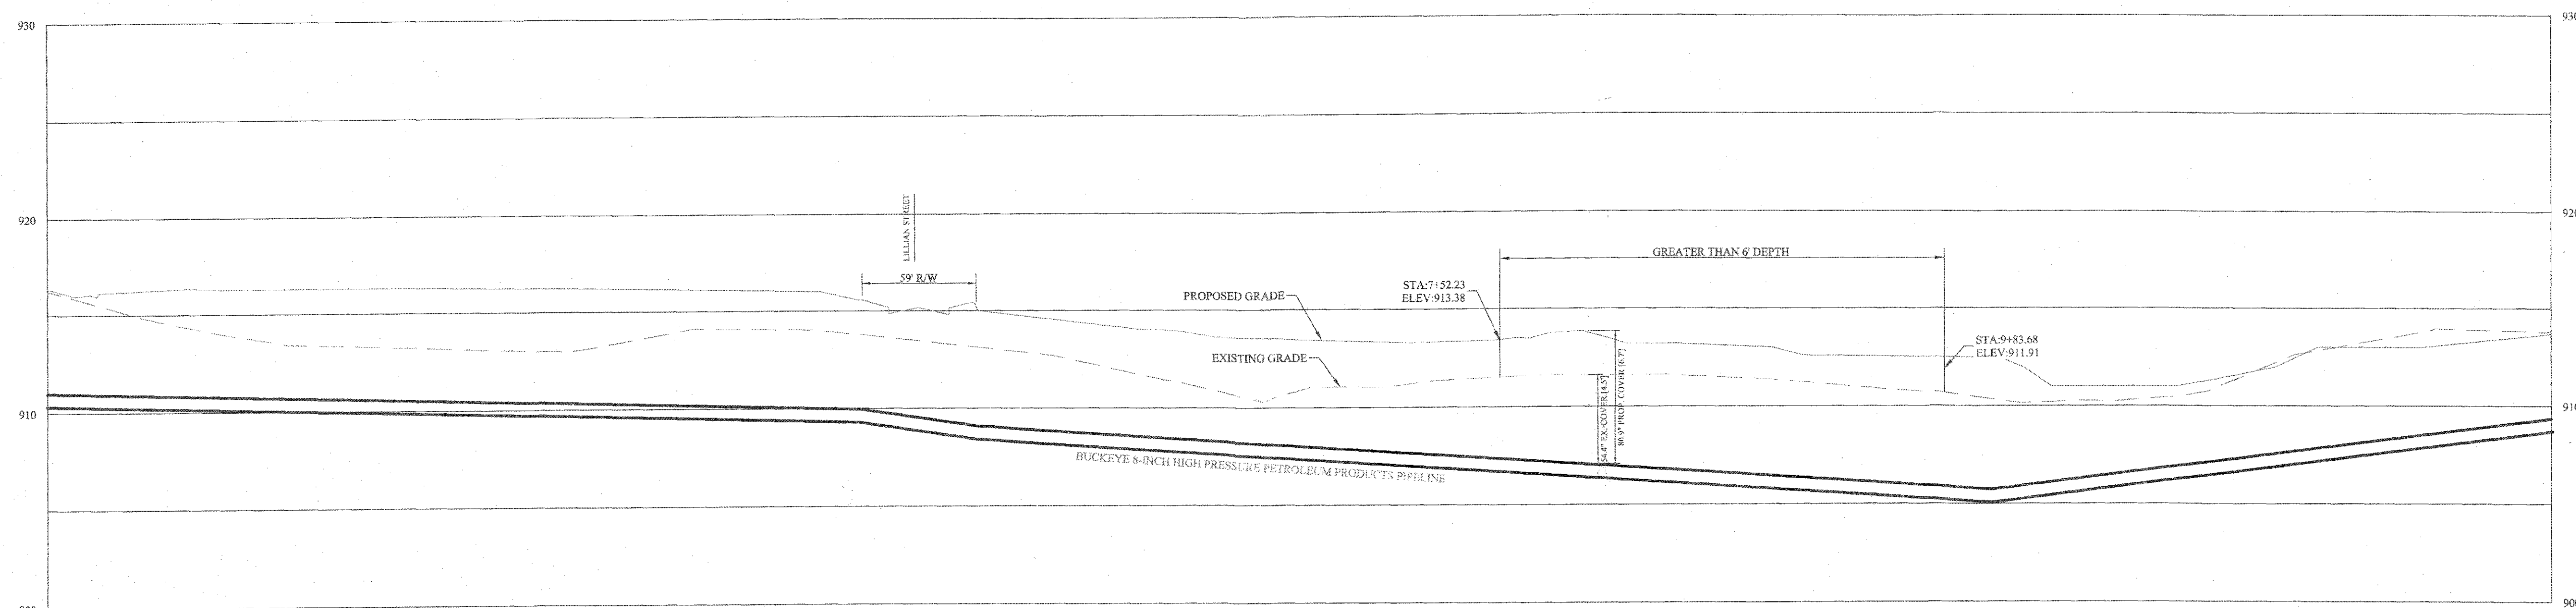 930
930
920
920
LILLIAN STREET
59' R/W
GREATER THAN 6' DEPTH
PROPOSED GRADE
STA:7+52.23
ELEV:913.38
EXISTING GRADE
STA:9+83.68
ELEV:911.91
54.4" EX. COVER [4.5']
80.9" PROP. COVER [6.7']
910
910
BUCKEYE 8-INCH HIGH PRESSURE PETROLEUM PRODUCTS PIPELINE
900
900